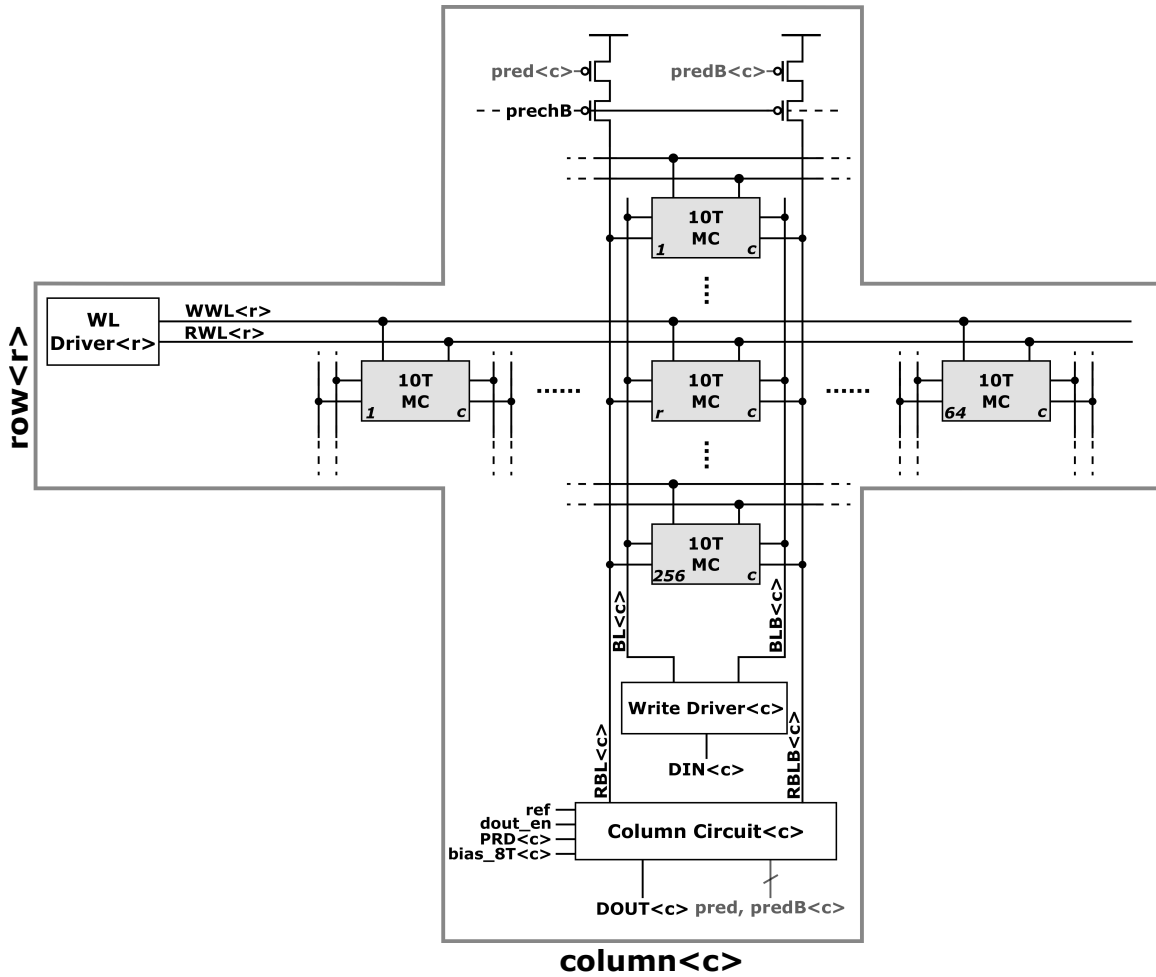 pred<c>
predB<c>
prechB
10T
MC
1
c
WL
Driver<r>
WWL<r>
RWL<r>
row<r>
10T
MC
1
c
10T
MC
r
c
10T
MC
64
c
10T
MC
256
c
BL<c>
BLB<c>
Write Driver<c>
DIN<c>
RBL<c>
RBLB<c>
ref
dout_en
PRD<c>
bias_8T<c>
Column Circuit<c>
DOUT<c>
pred, predB<c>
column<c>